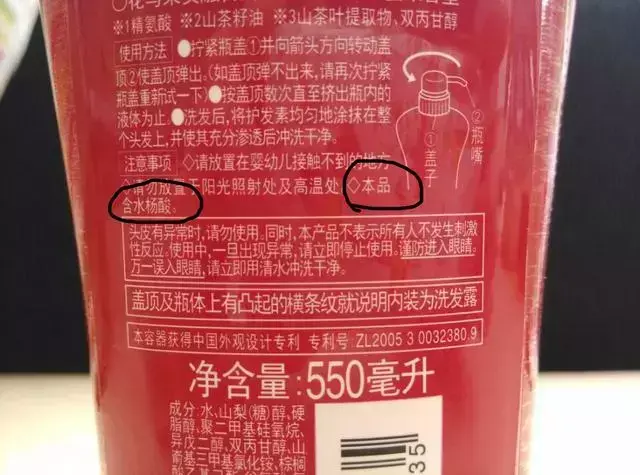 ※1精氨酸 ※2山茶籽油 ※3山茶叶提取物、双丙甘醇
使用方法 ●拧紧瓶盖①并向箭头方向转动盖
顶②使盖顶弹出。(如盖顶弹不出来,请再次拧紧
瓶盖重新试一下)●按盖顶数次直至挤出瓶内的
液体为止。●洗发后,将护发素均匀地涂抹在整
个头发上,并使其充分渗透后冲洗干净。
①盖子
②瓶嘴
注意事项 ◇请放置在婴幼儿接触不到的地方
◇请勿放置于阳光照射处及高温处 ◇本品
含水杨酸。
头皮有异常时,请勿使用。同时,本产品不表示所有人不发生刺激
性反应。使用中,一旦出现异常,请立即停止使用。谨防进入眼睛。
万一误入眼睛,请立即用清水冲洗干净。
盖顶及瓶体上有凸起的横条纹就说明内装为洗发露
本容器获得中国外观设计专利 专利号:ZL2005 3 0032380.9
净含量:550毫升
成分:水、山梨(糖)醇、硬
脂醇、聚二甲基硅氧烷、
异戊二醇、双丙甘醇、山
嵛基三甲基氯化铵、棕榈
35